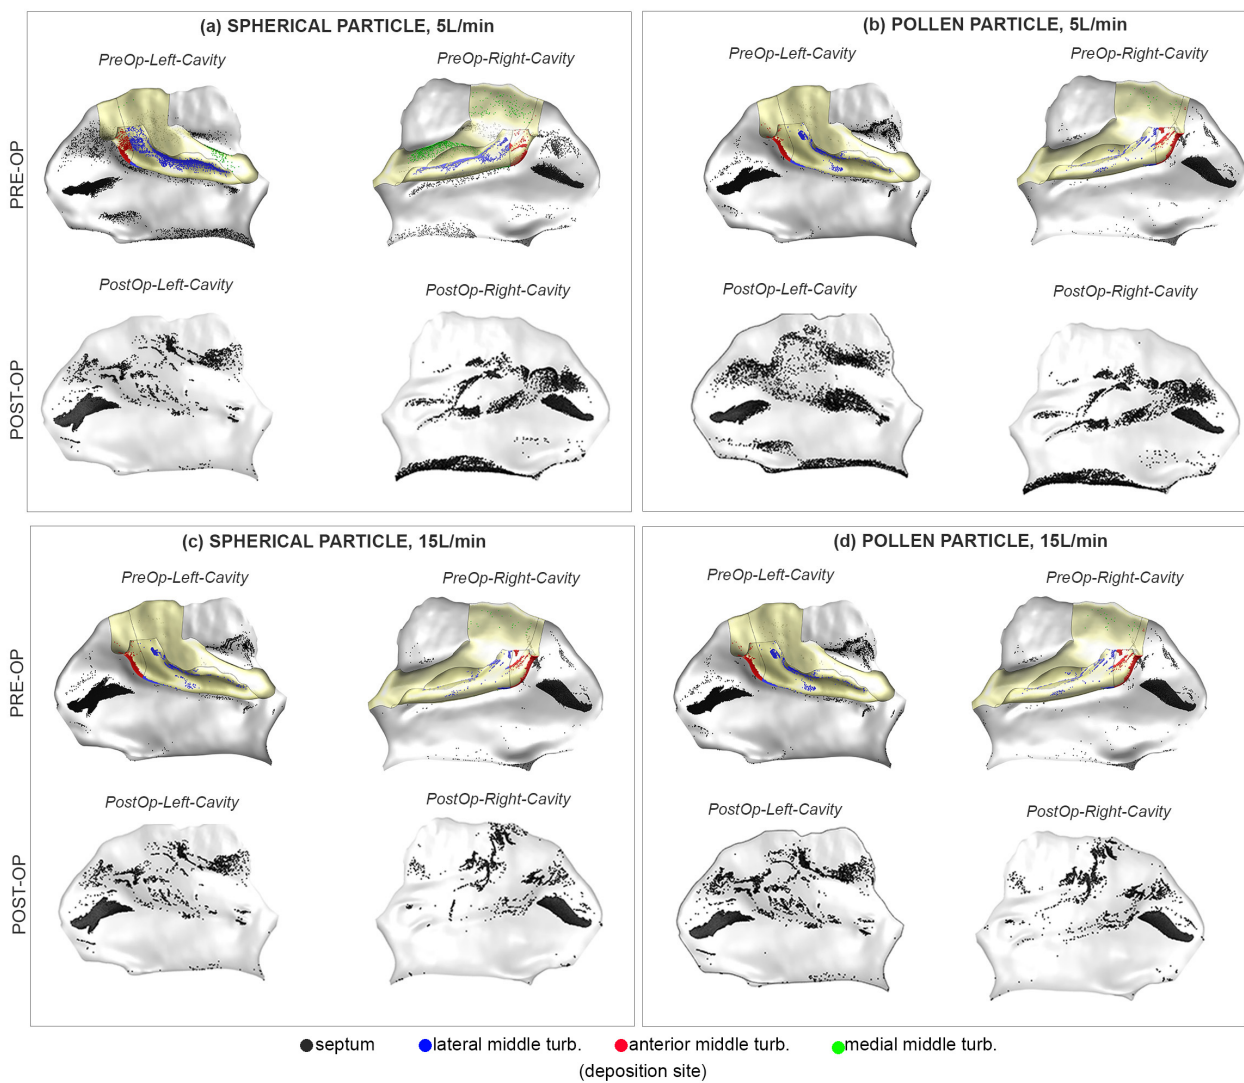 (a) SPHERICAL PARTICLE, 5L/min
PreOp-Left-Cavity
PreOp-Right-Cavity
PRE-OP
PostOp-Left-Cavity
PostOp-Right-Cavity
POST-OP
(b) POLLEN PARTICLE, 5L/min
PreOp-Left-Cavity
PreOp-Right-Cavity
PostOp-Left-Cavity
PostOp-Right-Cavity
(c) SPHERICAL PARTICLE, 15L/min
PreOp-Left-Cavity
PreOp-Right-Cavity
PRE-OP
PostOp-Left-Cavity
PostOp-Right-Cavity
POST-OP
(d) POLLEN PARTICLE, 15L/min
PreOp-Left-Cavity
PreOp-Right-Cavity
PostOp-Left-Cavity
PostOp-Right-Cavity
septum lateral middle turb. anterior middle turb. medial middle turb.
(deposition site)